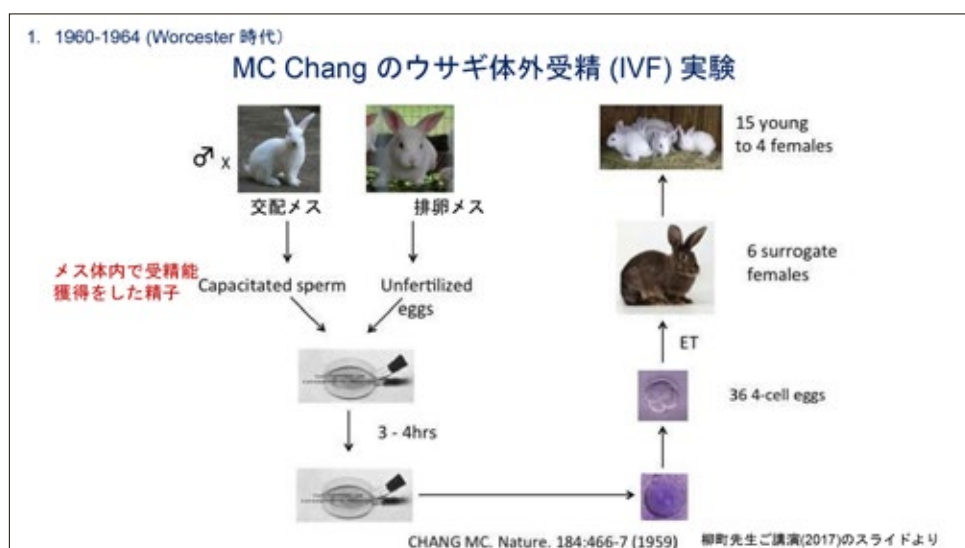 1. 1960-1964 (Worcester 時代)
MC Chang のウサギ体外受精 (IVF) 実験
♂ X
交配メス
排卵メス
メス体内で受精能
獲得をした精子
Capacitated sperm
Unfertilized
eggs
3 - 4hrs
15 young
to 4 females
6 surrogate
females
ET
36 4-cell eggs
CHANG MC. Nature. 184:466-7 (1959)
柳町先生ご講演(2017)のスライドより